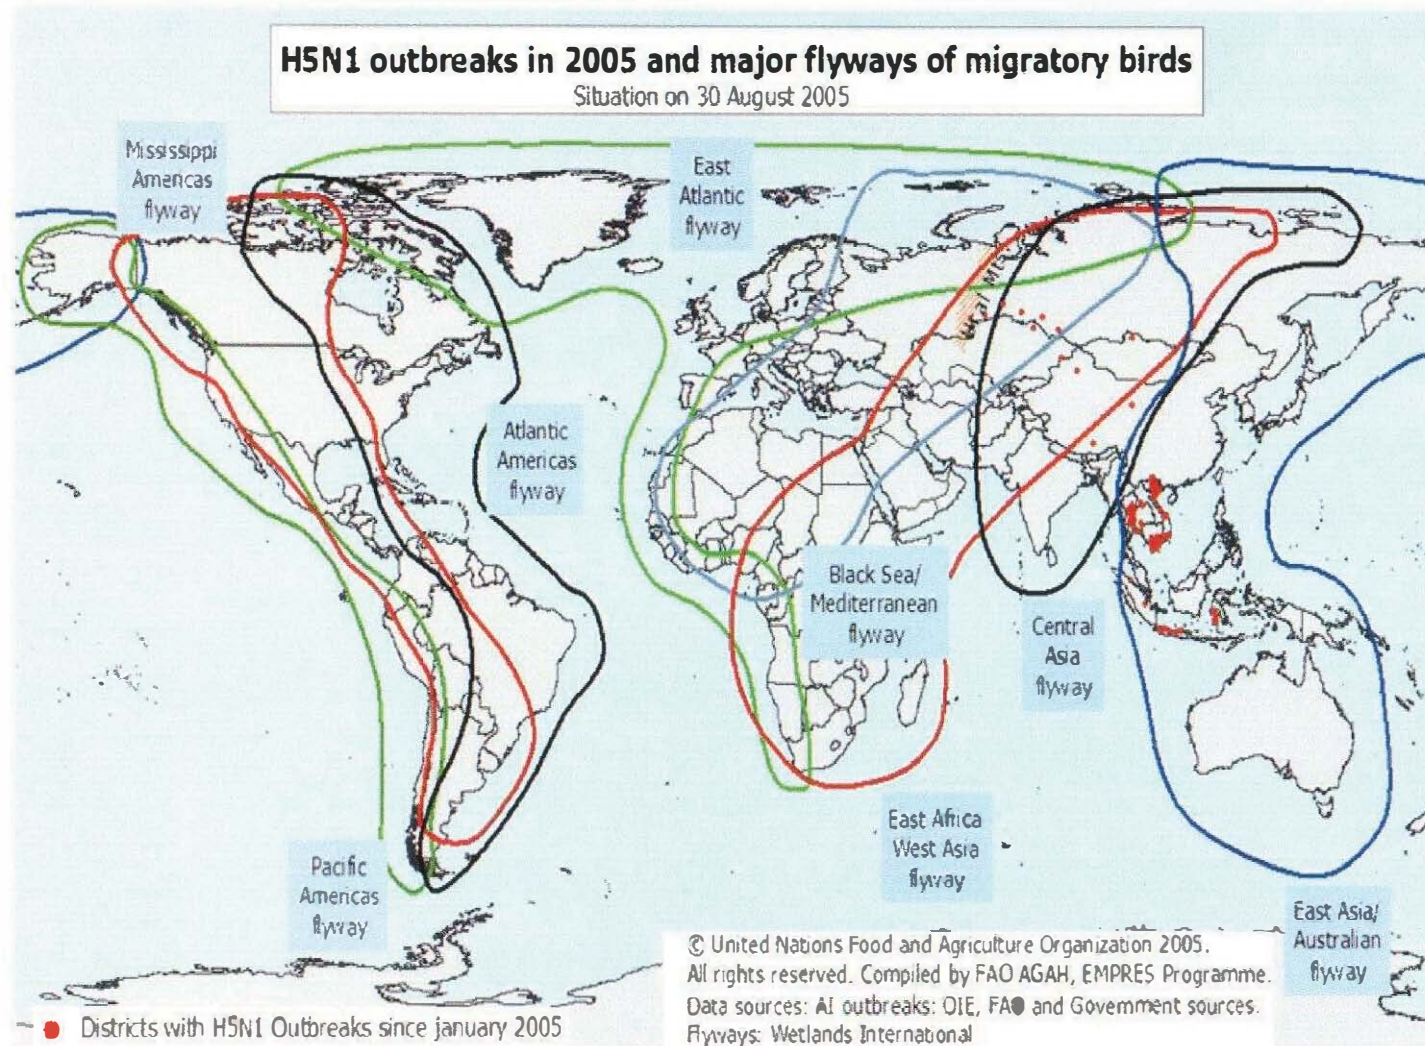 H5N1 outbreaks in 2005 and major flyways of migratory birds
Situation on 30 August 2005
Mississippi
Americas
flyway
East
Atlantic
flyway
Ural Mt
Atlantic
Americas
flyway
Black Sea/
Mediterranean
flyway
Central
Asia
flyway
East Africa
West Asia
flyway
Pacific
Americas
flyway
East Asia/
Australian
flyway
© United Nations Food and Agriculture Organization 2005.
All rights reserved. Compiled by FAO AGAH, EMPRES Programme.
Data sources: AI outbreaks: OIE, FAO and Government sources.
Flyways: Wetlands International
Districts with H5N1 Outbreaks since january 2005